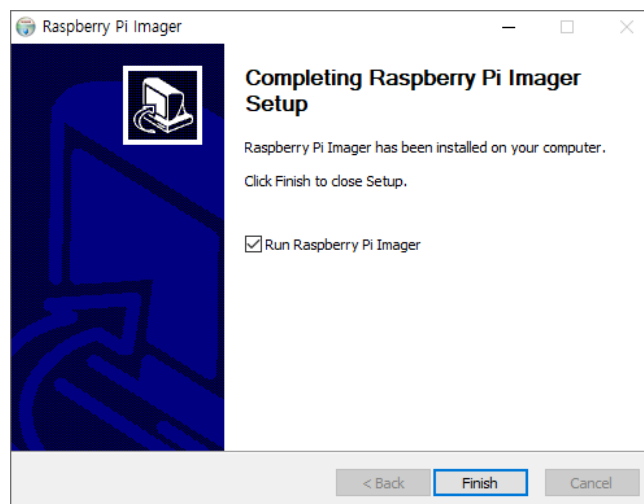 Raspberry Pi Imager
Completing Raspberry Pi Imager
Setup
Raspberry Pi Imager has been installed on your computer.
Click Finish to close Setup.
Run Raspberry Pi Imager
< Back
Finish
Cancel